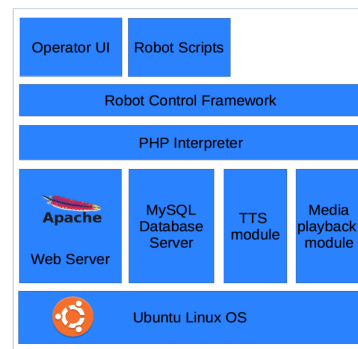 Operator UI
Robot Scripts
Robot Control Framework
PHP Interpreter
Apache
Web Server
MySQL
Database
Server
TTS
module
Media
playback
module
Ubuntu Linux OS